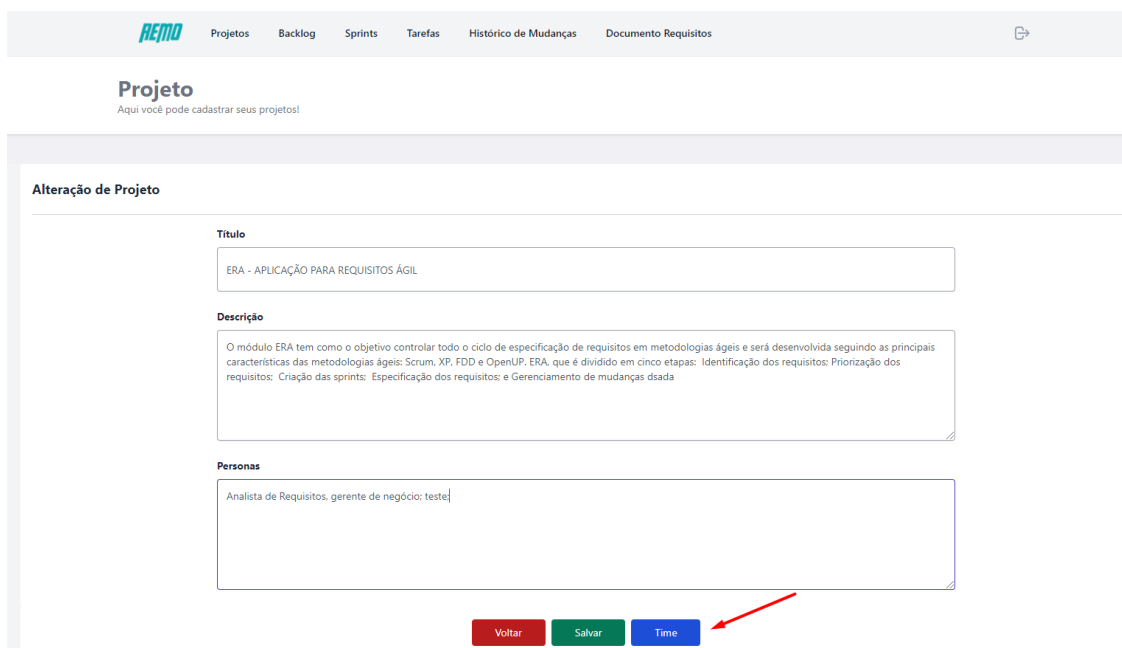 REMO Projetos Backlog Sprints Tarefas Histórico de Mudanças Documento Requisitos
Projeto
Aqui você pode cadastrar seus projetos!
Alteração de Projeto
Título
ERA - APLICAÇÃO PARA REQUISITOS ÁGIL
Descrição
O módulo ERA tem como o objetivo controlar todo o ciclo de especificação de requisitos em metodologias ágeis e será desenvolvida seguindo as principais
características das metodologias ágeis: Scrum, XP, FDD e OpenUP. ERA, que é dividido em cinco etapas: Identificação dos requisitos; Priorização dos
requisitos; Criação das sprints; Especificação dos requisitos; e Gerenciamento de mudanças dsada
Personas
Analista de Requisitos, gerente de negócio; teste;
Voltar Salvar Time